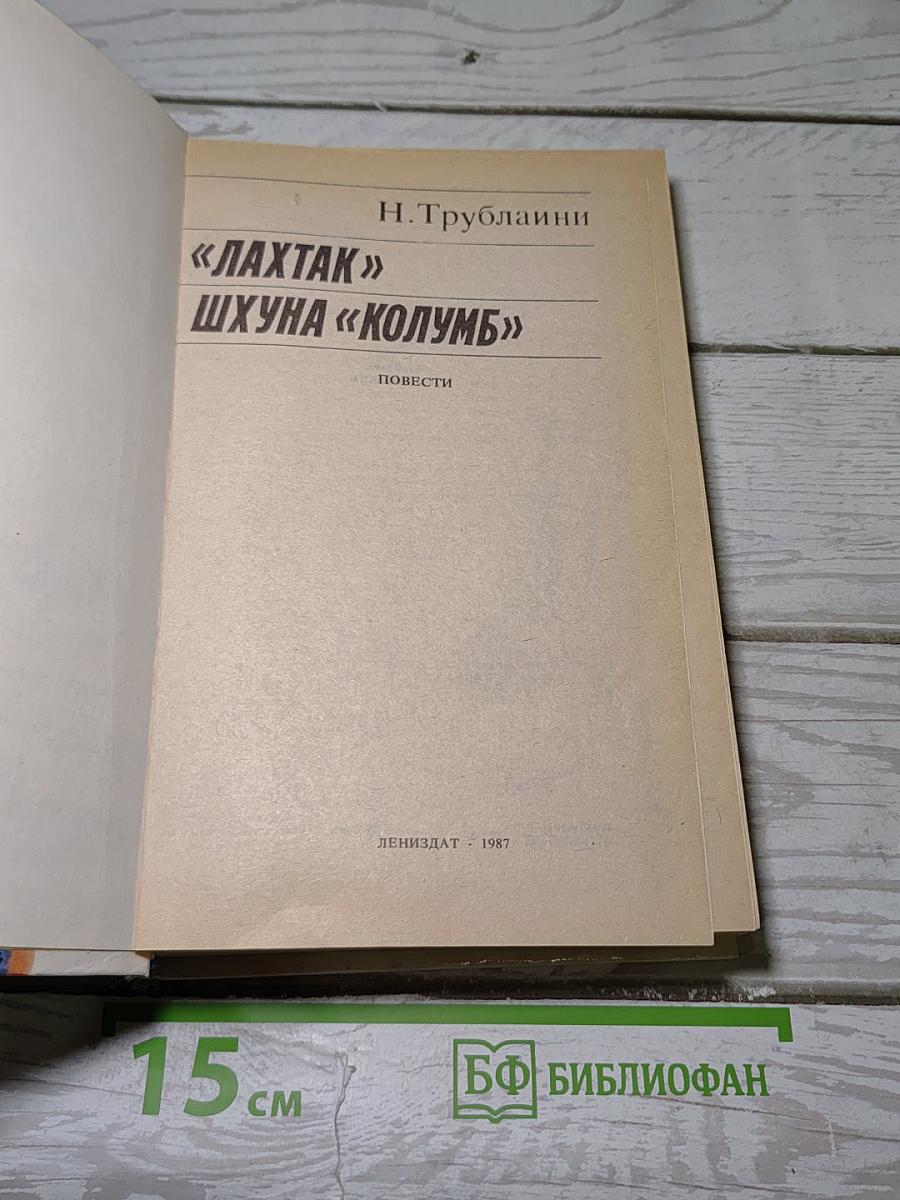 Н. Трублаини
«ЛАХТАК»
ШХУНА «КОЛУМБ»
ПОВЕСТИ
ЛЕНИЗДАТ · 1987
15 см
БФ БИБЛИОФАН